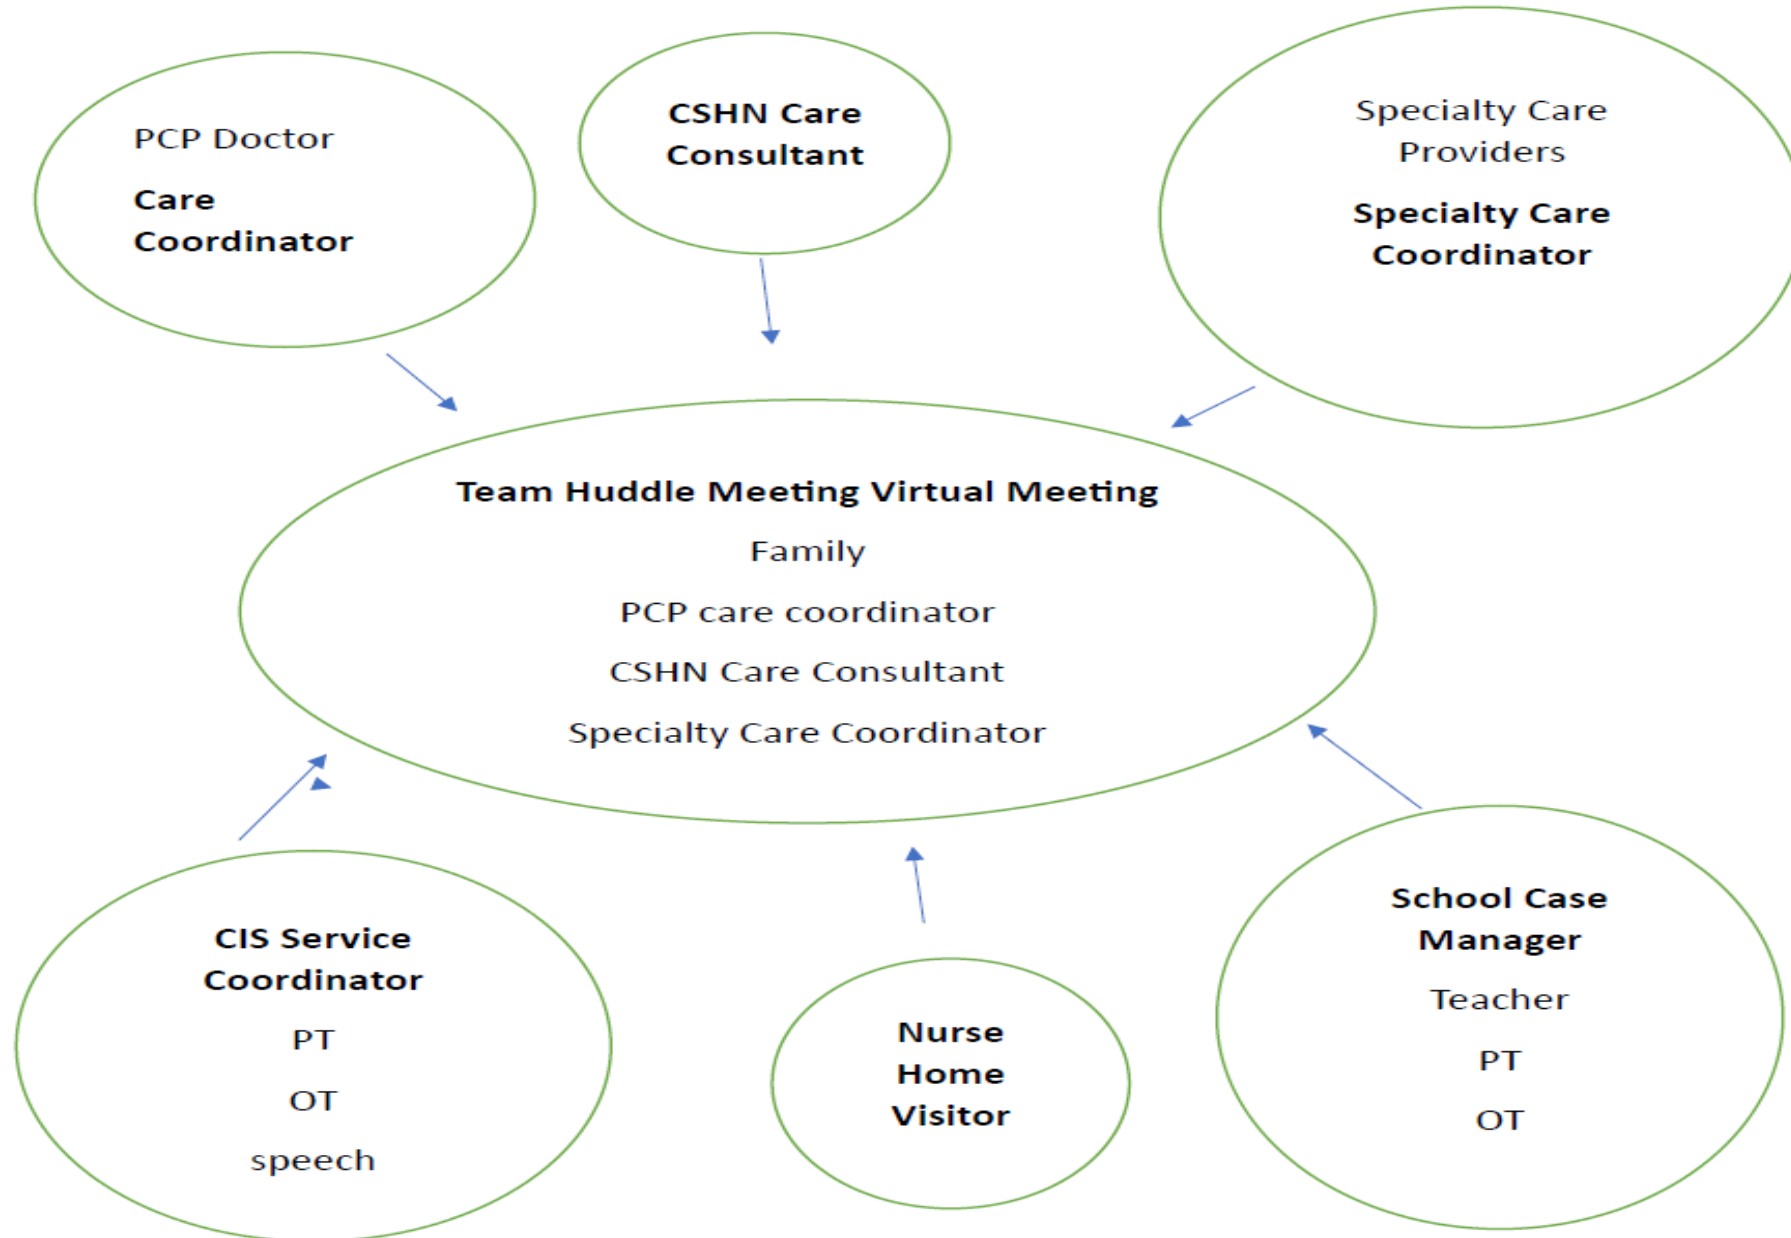 PCP Doctor
Care
Coordinator
CSHN Care
Consultant
Specialty Care
Providers
Specialty Care
Coordinator
Team Huddle Meeting Virtual Meeting
Family
PCP care coordinator
CSHN Care Consultant
Specialty Care Coordinator
CIS Service
Coordinator
PT
OT
speech
Nurse
Home
Visitor
School Case
Manager
Teacher
PT
OT